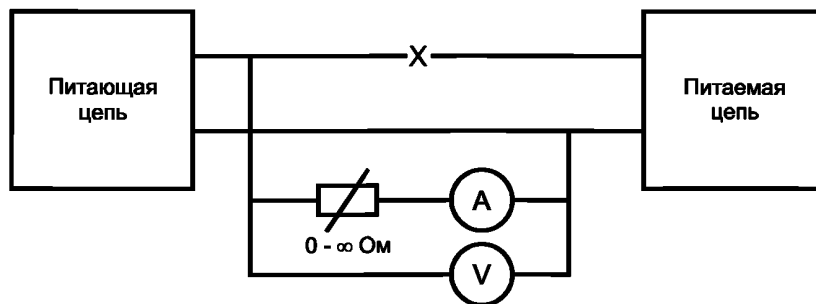 Питающая
цепь
X
Питаемая
цепь
A
0 - ∞ Ом
V